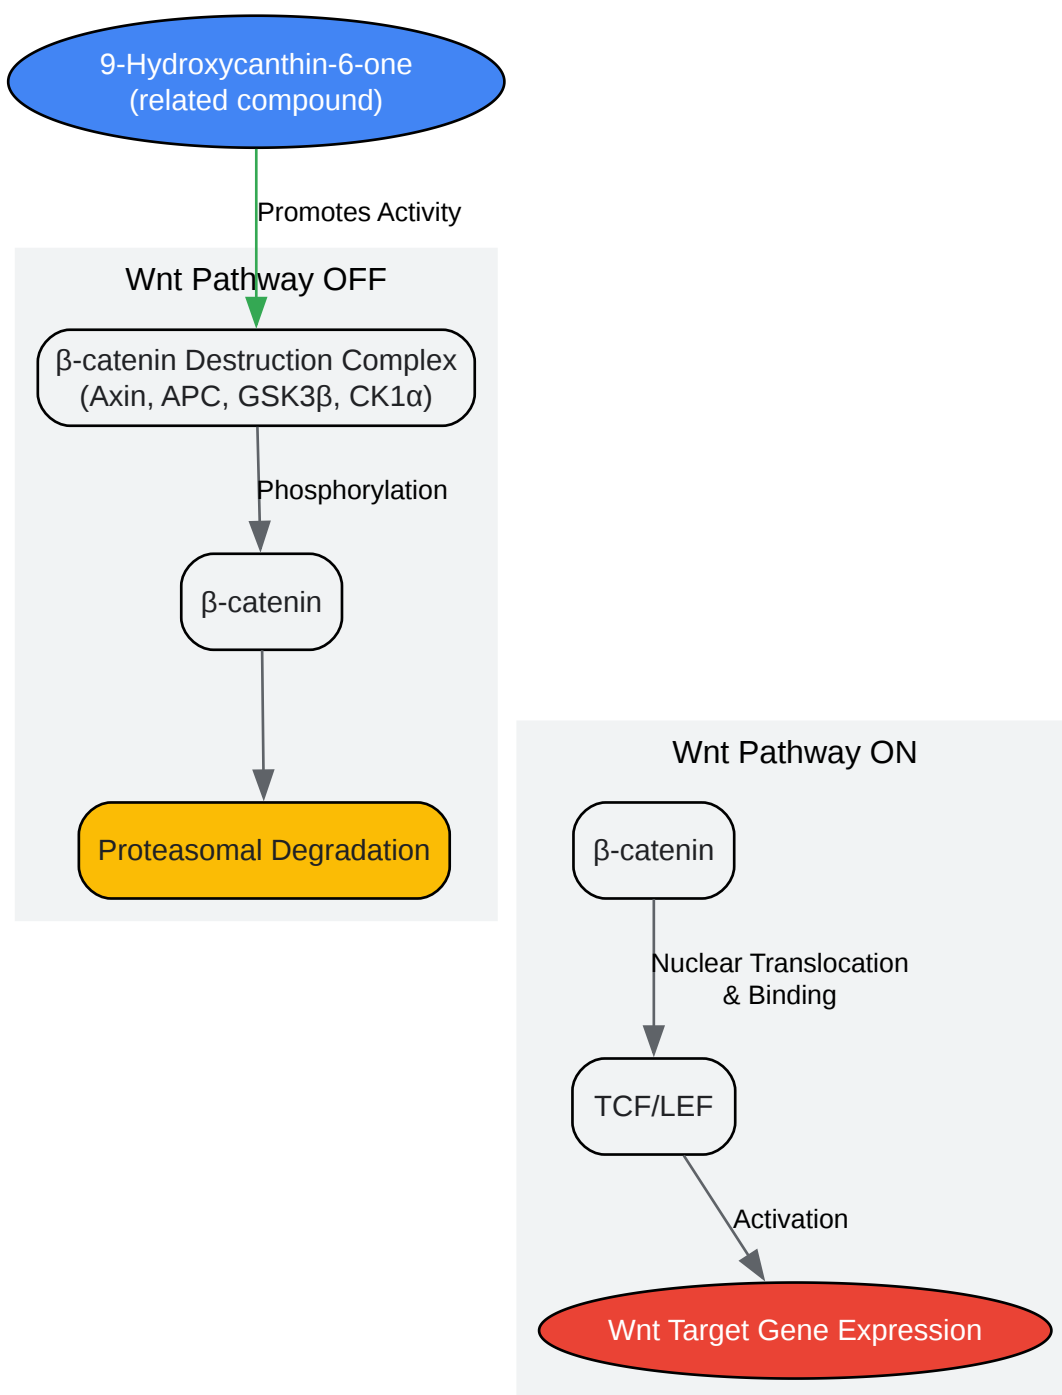 9-Hydroxycanthin-6-one
(related compound)
Promotes Activity
Wnt Pathway OFF
β-catenin Destruction Complex
(Axin, APC, GSK3β, CK1α)
Phosphorylation
β-catenin
Proteasomal Degradation
Wnt Pathway ON
β-catenin
Nuclear Translocation
& Binding
TCF/LEF
Activation
Wnt Target Gene Expression